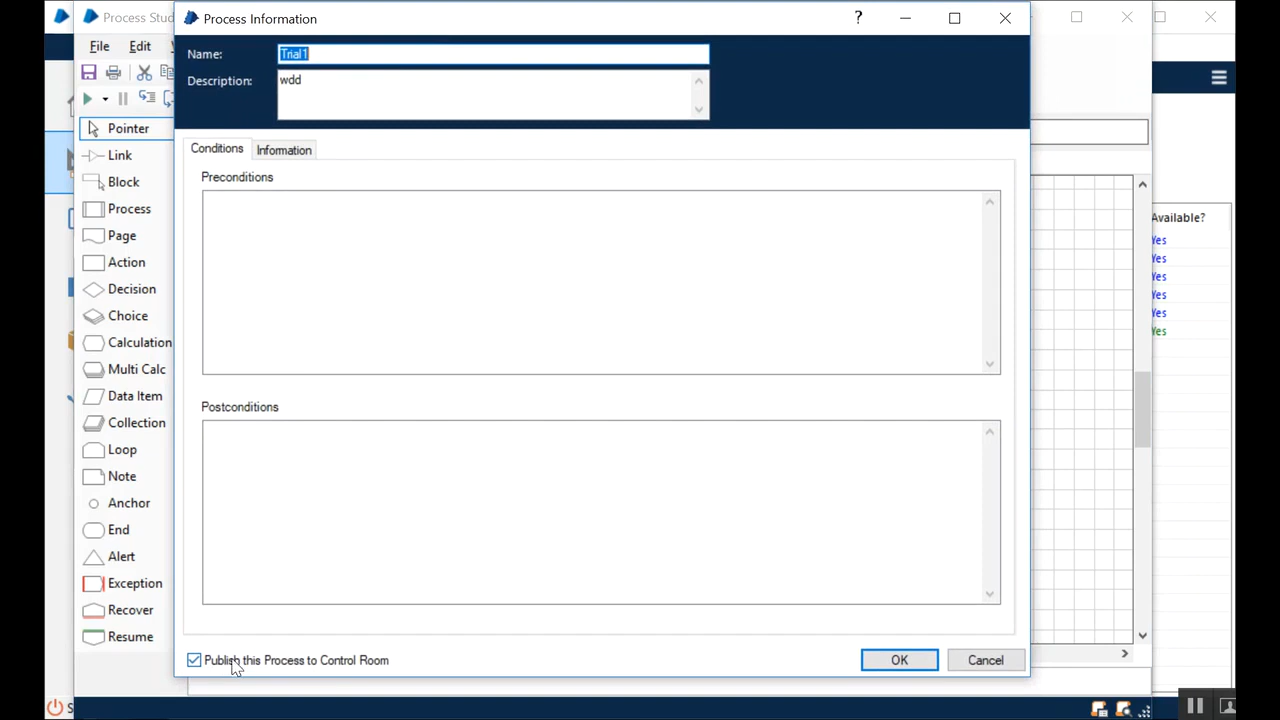 Process Stud
Process Information
?
File
Edit
Name:
Trial1
Description:
wdd
Pointer
Link
Block
Process
Page
Action
Decision
Choice
Calculation
Multi Calc
Data Item
Collection
Loop
Note
Anchor
End
Alert
Exception
Recover
Resume
Conditions
Information
Preconditions
Postconditions
Publish this Process to Control Room
OK
Cancel
Available?
Yes
Yes
Yes
Yes
Yes
Yes
S